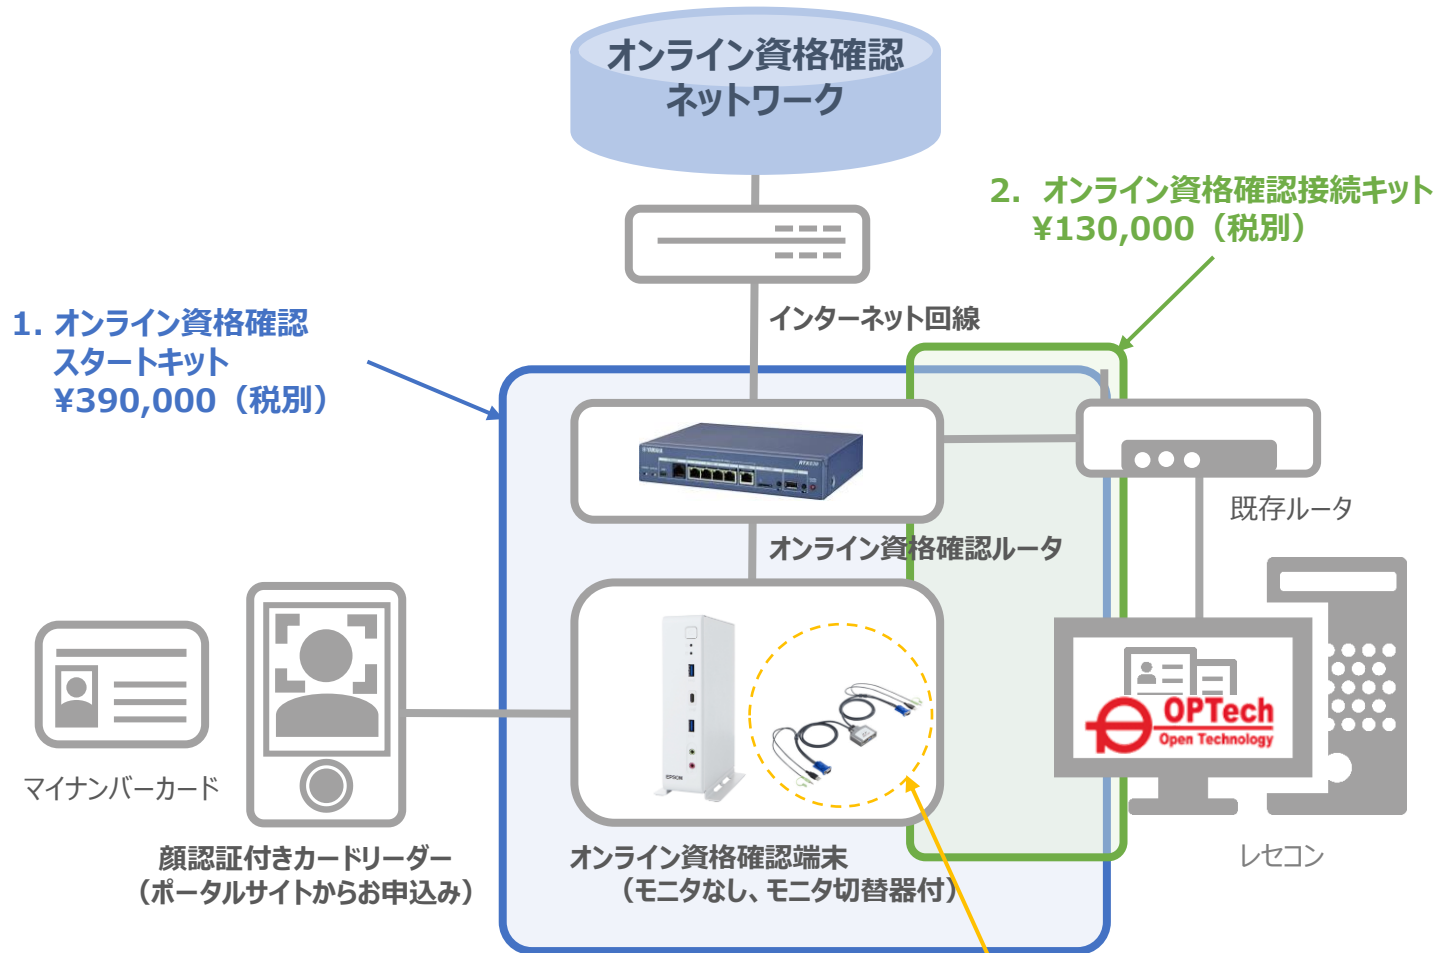 オンライン資格確認
ネットワーク
2. オンライン資格確認接続キット
¥130,000（税別）
インターネット回線
1. オンライン資格確認
スタートキット
¥390,000（税別）
YAMAHA
既存ルータ
オンライン資格確認ルータ
OPTech
Open Technology
EPSON
マイナンバーカード
顔認証付きカードリーダー
（ポータルサイトからお申込み）
オンライン資格確認端末
（モニタなし、モニタ切替器付）
レセコン